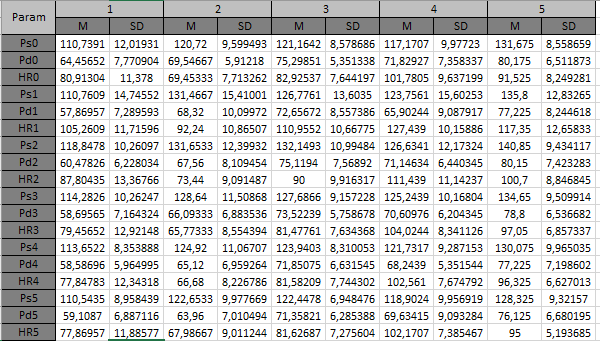 Param 1 2 3 4 5
M SD M SD M SD M SD M SD
Ps0 110,7391 12,01931 120,72 9,599493 121,1642 8,578686 117,1707 9,97723 131,675 8,558659
Pd0 64,45652 7,770904 69,54667 5,91218 75,29851 5,351338 71,82927 7,358337 80,175 6,511873
HR0 80,91304 11,378 69,45333 7,713262 82,92537 7,644197 101,7805 9,637199 91,525 8,249281
Ps1 110,7609 14,74552 131,4667 15,41001 126,7761 13,6035 123,7561 15,60253 135,8 12,83265
Pd1 57,86957 7,289593 68,32 10,09972 72,65672 8,557386 65,90244 9,087917 77,225 8,244618
HR1 105,2609 11,71596 92,24 10,86507 110,9552 10,66775 127,439 10,15886 117,35 12,65833
Ps2 118,8478 10,26097 131,6533 12,39932 132,1493 10,99484 126,6341 12,17324 140,85 9,434117
Pd2 60,47826 6,228034 67,56 8,109454 75,1194 7,56892 71,14634 6,440345 80,15 7,423283
HR2 87,80435 13,36766 73,44 9,091487 90 9,916317 111,439 11,14237 100,7 8,846845
Ps3 114,2826 10,26247 128,64 11,50868 127,6866 9,157228 125,2439 10,16804 134,65 9,509914
Pd3 58,69565 7,164324 66,09333 6,883536 73,52239 5,758678 70,60976 6,204345 78,8 6,536682
HR3 79,45652 12,92148 65,77333 8,554394 81,47761 7,634368 104,0244 8,341126 97,05 6,857337
Ps4 113,6522 8,353888 124,92 11,06707 123,9403 8,310053 121,7317 9,287153 130,075 9,965035
Pd4 58,58696 5,964995 65,12 6,959264 71,85075 6,631545 68,2439 5,351544 77,225 7,198602
HR4 77,84783 12,34318 66,68 8,226786 81,58209 7,744302 102,561 7,674792 96,325 6,627013
Ps5 110,5435 8,958439 122,6533 9,977669 122,4478 6,948476 118,9024 9,956919 128,325 9,32157
Pd5 59,1087 6,887116 63,96 7,010494 71,35821 6,285388 69,63415 9,093284 76,125 6,680195
HR5 77,86957 11,88577 67,98667 9,011244 81,62687 7,275604 102,1707 7,385467 95 5,193685